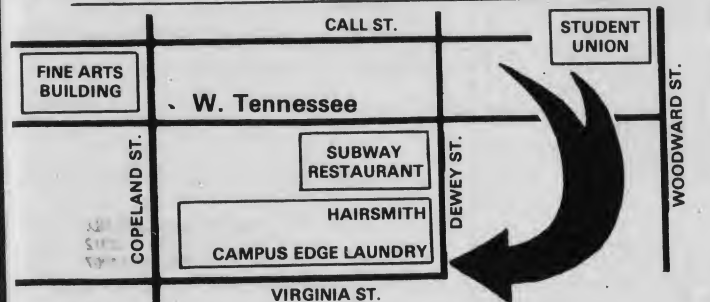 CALL ST.
STUDENT
UNION
FINE ARTS
BUILDING
W. Tennessee
SUBWAY
RESTAURANT
COPELAND ST.
DEWEY ST.
WOODWARD ST.
HAIRSMITH
CAMPUS EDGE LAUNDRY
VIRGINIA ST.